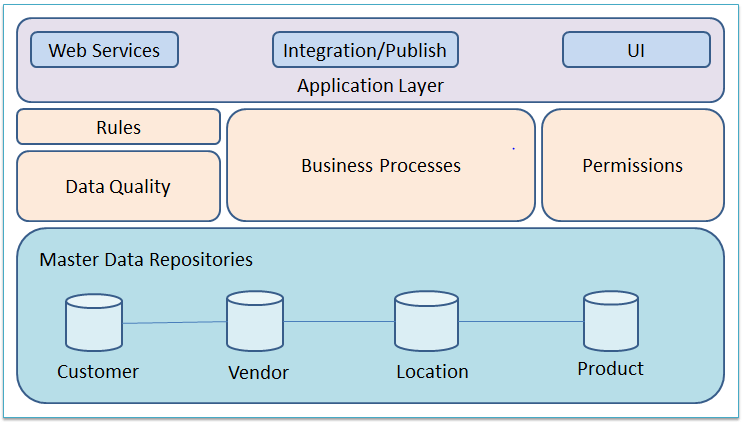 Web Services
Integration/Publish
UI
Application Layer
Rules
Data Quality
Business Processes
Permissions
Master Data Repositories
Customer
Vendor
Location
Product